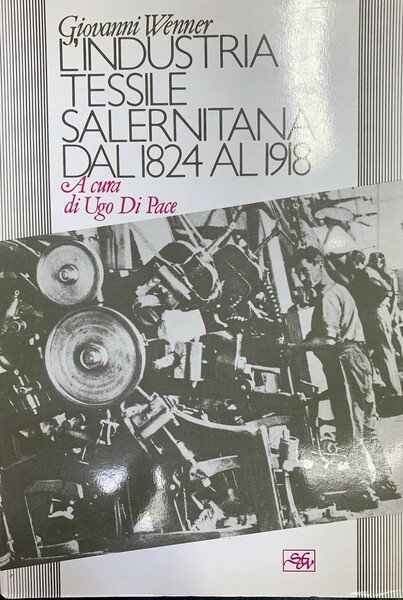 Giovanni Wenner
L'INDUSTRIA
TESSILE
SALERNITANA
DAL 1824 AL 1918
A cura
di Ugo Di Pace